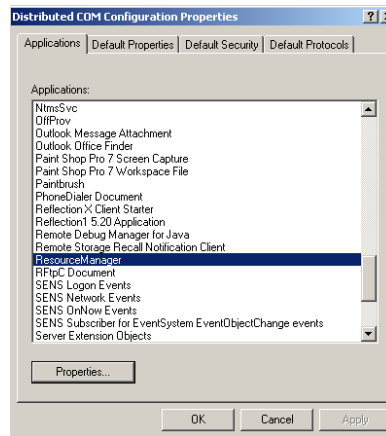 Distributed COM Configuration Properties
Applications Default Properties Default Security Default Protocols
Applications:
NtmsSvc
OffProv
Outlook Message Attachment
Outlook Office Finder
Paint Shop Pro 7 Screen Capture
Paint Shop Pro 7 Workspace File
Paintbrush
PhoneDialer Document
Reflection X Client Starter
Reflection1 5.20 Application
Remote Debug Manager for Java
Remote Storage Recall Notification Client
ResourceManager
RFtpC Document
SENS Logon Events
SENS Network Events
SENS OnNow Events
SENS Subscriber for EventSystem EventObjectChange events
Server Extension Objects
Properties...
OK Cancel Apply